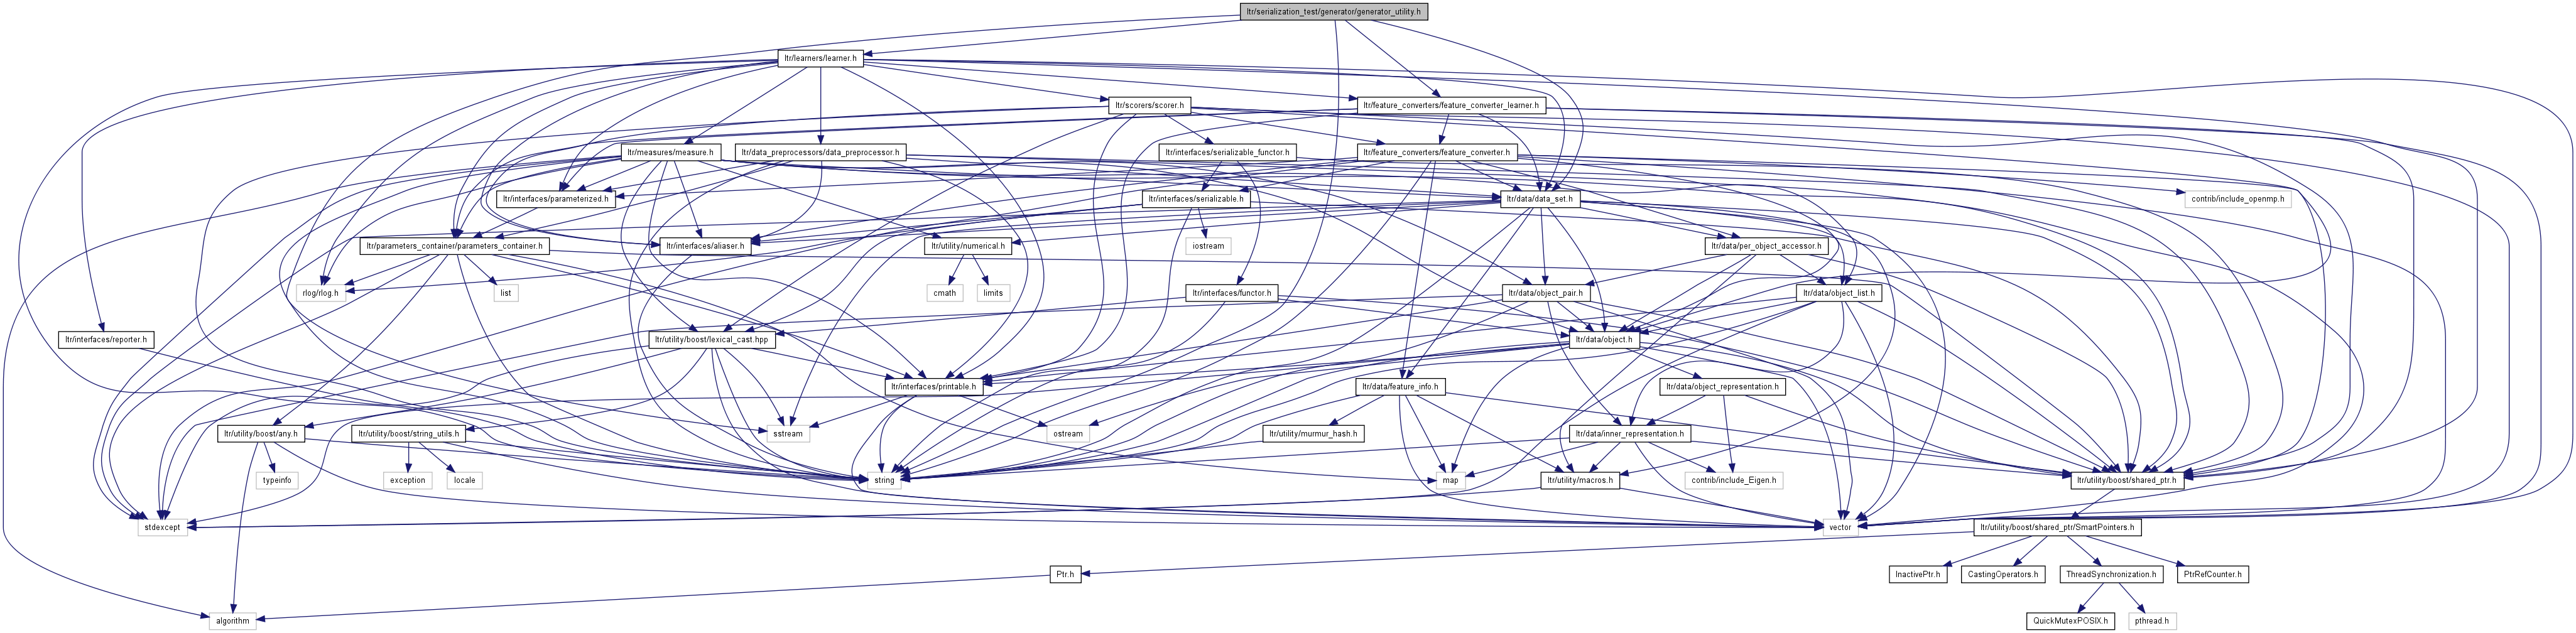 ltr/serialization_test/generator/generator_utility.h
ltr/learners/learner.h
ltr/scorers/scorer.h
ltr/feature_converters/feature_converter_learner.h
ltr/measures/measure.h
ltr/data_preprocessors/data_preprocessor.h
ltr/interfaces/serializable_functor.h
ltr/feature_converters/feature_converter.h
ltr/interfaces/parameterized.h
ltr/interfaces/serializable.h
ltr/data/data_set.h
contrib/include_openmp.h
ltr/parameters_container/parameters_container.h
ltr/interfaces/aliaser.h
ltr/utility/numerical.h
iostream
ltr/data/per_object_accessor.h
rlog/rlog.h
list
cmath
limits
ltr/interfaces/functor.h
ltr/data/object_pair.h
ltr/data/object_list.h
ltr/interfaces/reporter.h
ltr/utility/boost/lexical_cast.hpp
ltr/data/object.h
ltr/interfaces/printable.h
ltr/data/feature_info.h
ltr/data/object_representation.h
ltr/utility/boost/any.h
ltr/utility/boost/string_utils.h
sstream
ostream
ltr/utility/murmur_hash.h
ltr/data/inner_representation.h
typeinfo
exception
locale
string
map
ltr/utility/macros.h
contrib/include_Eigen.h
ltr/utility/boost/shared_ptr.h
stdexcept
vector
ltr/utility/boost/shared_ptr/SmartPointers.h
Ptr.h
InactivePtr.h
CastingOperators.h
ThreadSynchronization.h
PtrRefCounter.h
algorithm
QuickMutexPOSIX.h
pthread.h